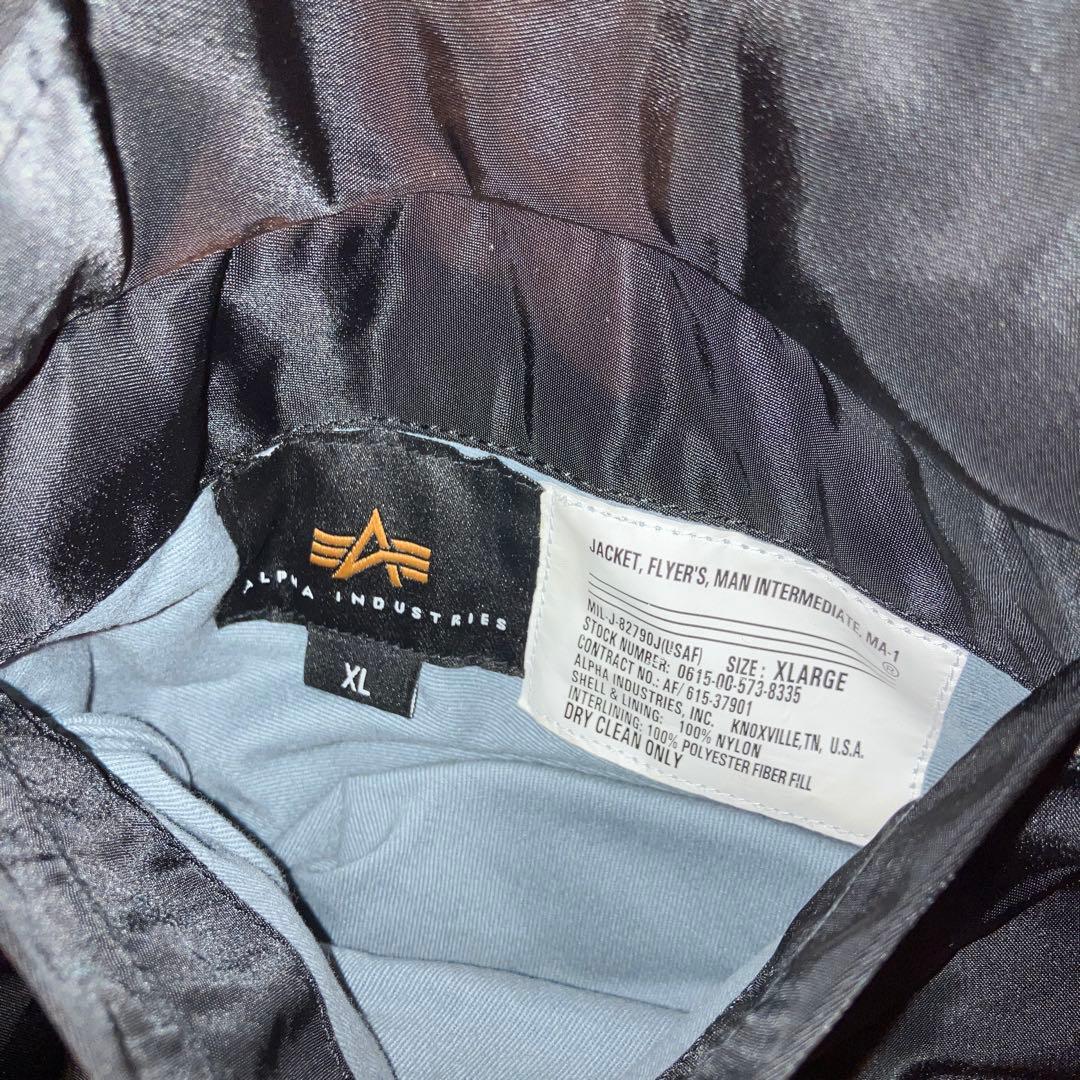 ALPHA INDUSTRIES
XL
JACKET, FLYER'S, MAN INTERMEDIATE, MA-1
®
MIL-J-82790J(USAF) SIZE: XLARGE
STOCK NUMBER: 0615-00-573-8335
CONTRACT NO.: AF/ 615-37901
ALPHA INDUSTRIES, INC. KNOXVILLE,TN, U.S.A.
SHELL & LINING: 100% NYLON
INTERLINING: 100% POLYESTER FIBER FILL
DRY CLEAN ONLY